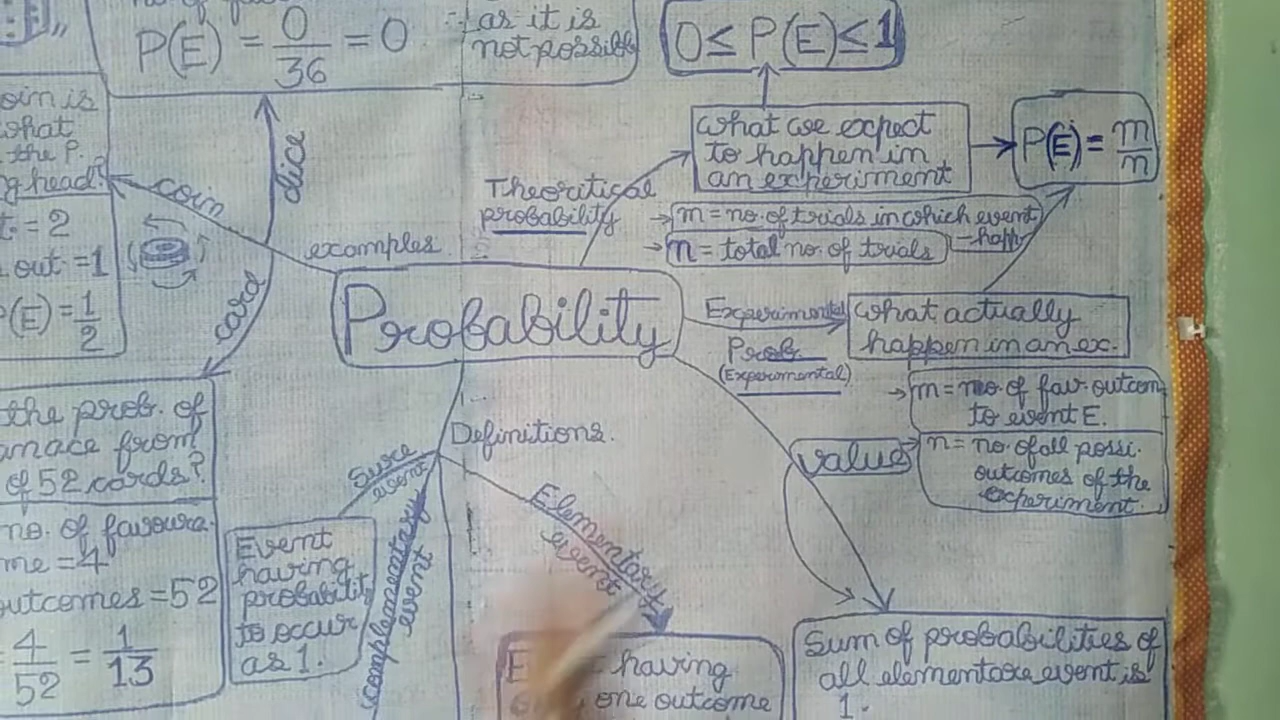 P(E) = 0/36 = 0
∵ as it is
not possible
0 ≤ P(E) ≤ 1
oin is
what
the P.
g head?
= 2
out = 1
(E) = 1/2
coin
dice
card
examples
Probability
Theoritical
probability
what we expect
to happen in
an experiment
P(E) = m/n
m = no. of trials in which event
happ.
n = total no. of trials
Experimental
Prob.
(Experimental)
what actually
happen in an ex.
m = no. of fav. outcom
to event E.
n = no. of all possi.
outcomes of the
experiment.
values
Sum of probabilities of
all elementare event is
1.
Definitions.
Sure
event
Event
having
probabilit
to occur
as 1.
complementary
event
Elementary
event
having
one outcome
the prob. of
an ace from
of 52 cards?
no. of favoura.
me = 4
outcomes = 52
= 4/52 = 1/13